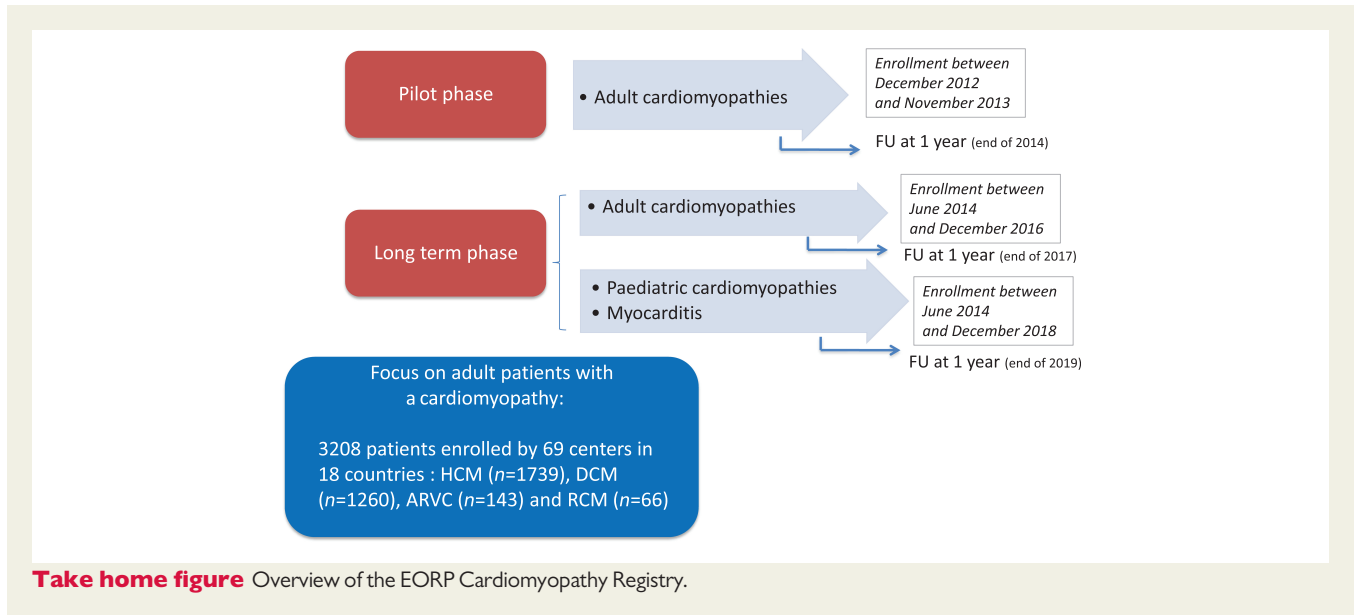 Pilot phase
• Adult cardiomyopathies
Enrollment between
December 2012
and November 2013
FU at 1 year (end of 2014)
Long term phase
• Adult cardiomyopathies
Enrollment between
June 2014
and December 2016
FU at 1 year (end of 2017)
• Paediatric cardiomyopathies
• Myocarditis
Enrollment between
June 2014
and December 2018
FU at 1 year (end of 2019)
Focus on adult patients with
a cardiomyopathy:
3208 patients enrolled by 69 centers in
18 countries : HCM (n=1739), DCM
(n=1260), ARVC (n=143) and RCM (n=66)
Take home figure Overview of the EORP Cardiomyopathy Registry.